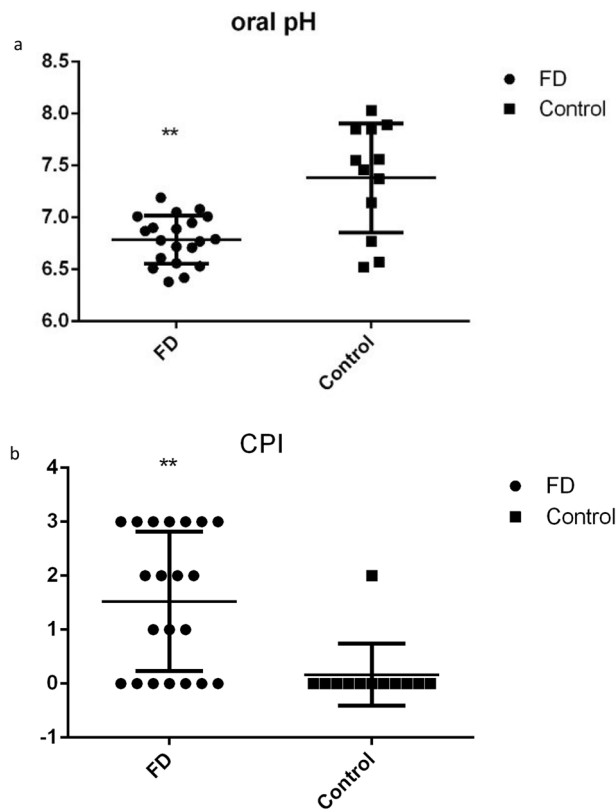 oral pH
a
8.5
8.0
7.5
7.0
6.5
6.0
**
FD
Control
FD
Control
CPI
b
4
3
2
1
0
-1
**
FD
Control
FD
Control